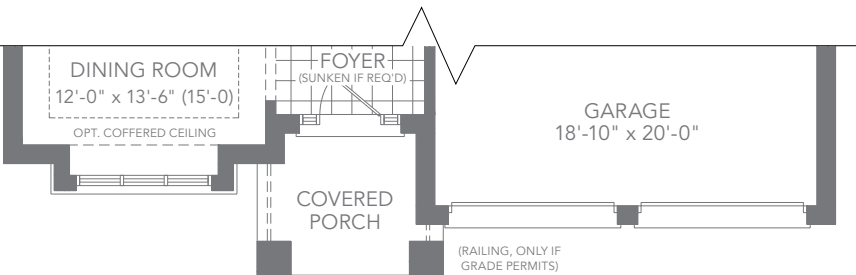 DINING ROOM
12'-0" x 13'-6" (15'-0)
OPT. COFFERED CEILING
FOYER
(SUNKEN IF REQ'D)
COVERED
PORCH
GARAGE
18'-10" x 20'-0"
(RAILING, ONLY IF
GRADE PERMITS)